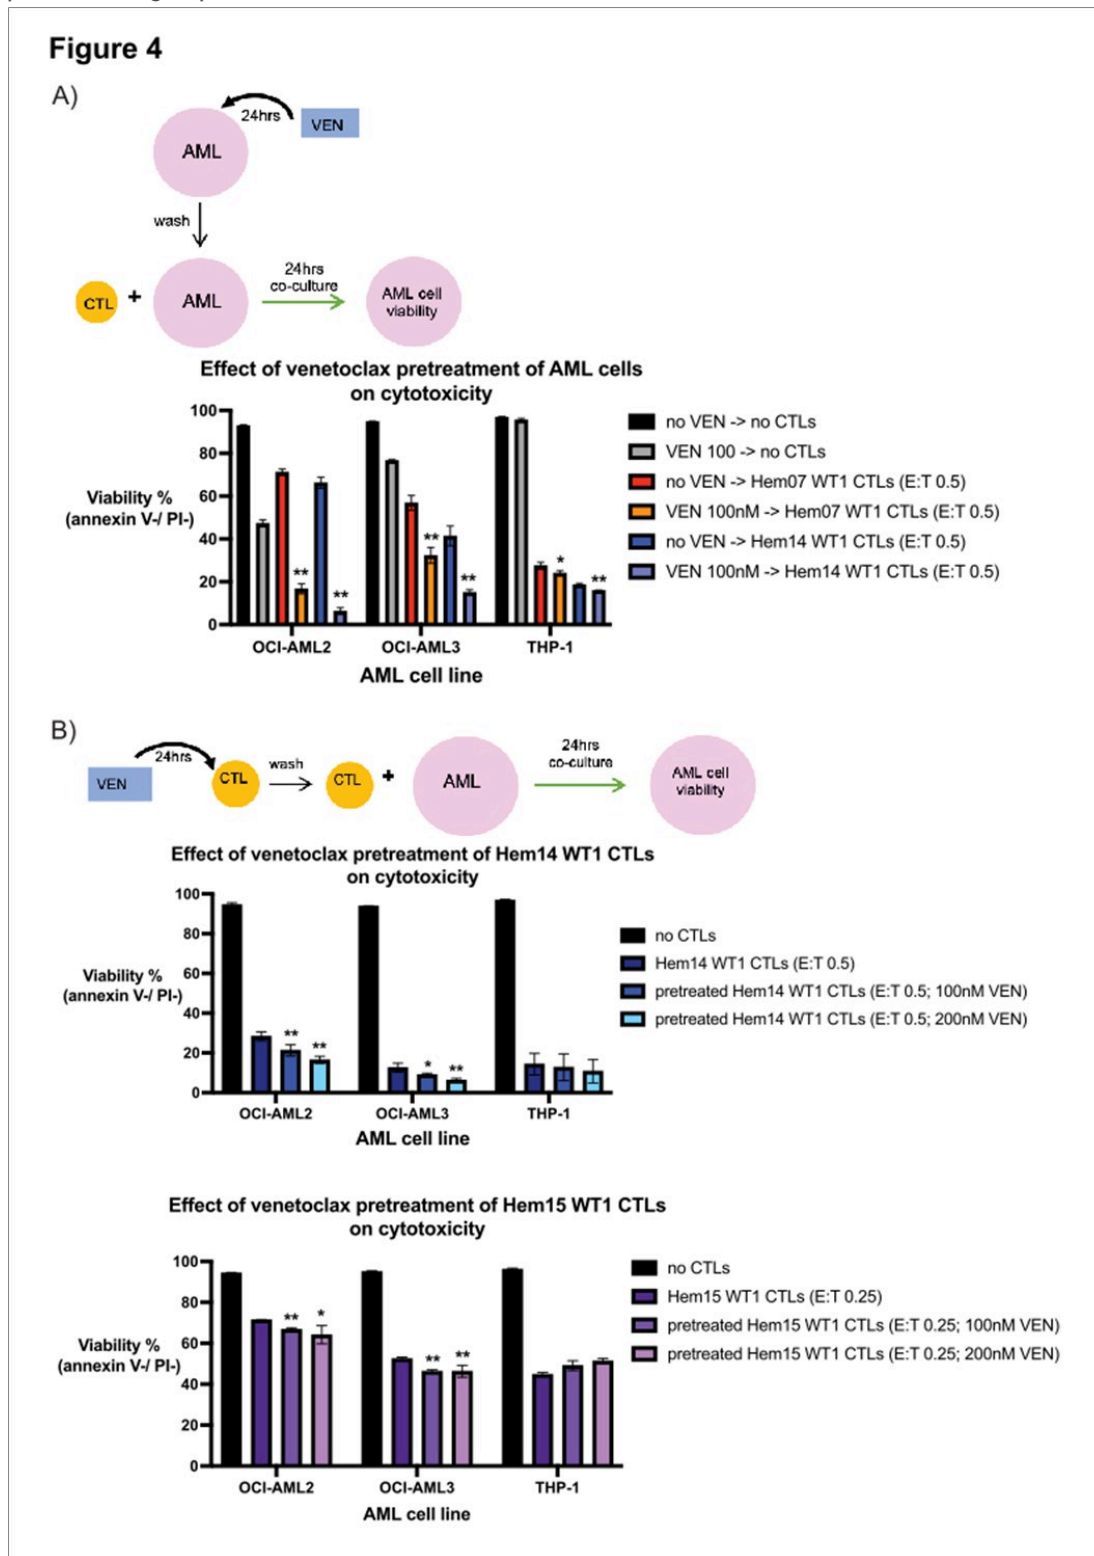 Figure 4
A)
24hrs
VEN
AML
wash
CTL
+
AML
24hrs
co-culture
AML cell
viability
Effect of venetoclax pretreatment of AML cells
on cytotoxicity
100
80
60
40
20
0
Viability %
(annexin V-/ PI-)
**
**
**
**
*
**
OCI-AML2
OCI-AML3
THP-1
AML cell line
no VEN -> no CTLs
VEN 100 -> no CTLs
no VEN -> Hem07 WT1 CTLs (E:T 0.5)
VEN 100nM -> Hem07 WT1 CTLs (E:T 0.5)
no VEN -> Hem14 WT1 CTLs (E:T 0.5)
VEN 100nM -> Hem14 WT1 CTLs (E:T 0.5)
B)
VEN
24hrs
CTL
wash
CTL
+
AML
24hrs
co-culture
AML cell
viability
Effect of venetoclax pretreatment of Hem14 WT1 CTLs
on cytotoxicity
100
80
60
40
20
0
Viability %
(annexin V-/ PI-)
**
**
*
**
OCI-AML2
OCI-AML3
THP-1
AML cell line
no CTLs
Hem14 WT1 CTLs (E:T 0.5)
pretreated Hem14 WT1 CTLs (E:T 0.5; 100nM VEN)
pretreated Hem14 WT1 CTLs (E:T 0.5; 200nM VEN)
Effect of venetoclax pretreatment of Hem15 WT1 CTLs
on cytotoxicity
100
80
60
40
20
0
Viability %
(annexin V-/ PI-)
**
*
**
**
OCI-AML2
OCI-AML3
THP-1
AML cell line
no CTLs
Hem15 WT1 CTLs (E:T 0.25)
pretreated Hem15 WT1 CTLs (E:T 0.25; 100nM VEN)
pretreated Hem15 WT1 CTLs (E:T 0.25; 200nM VEN)